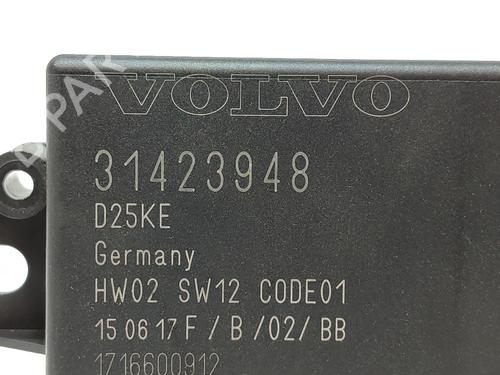 VOLVO
31423948
D25KE
Germany
HW02 SW12 CODE01
15 06 17 F / B / 02 / BB
1716600912